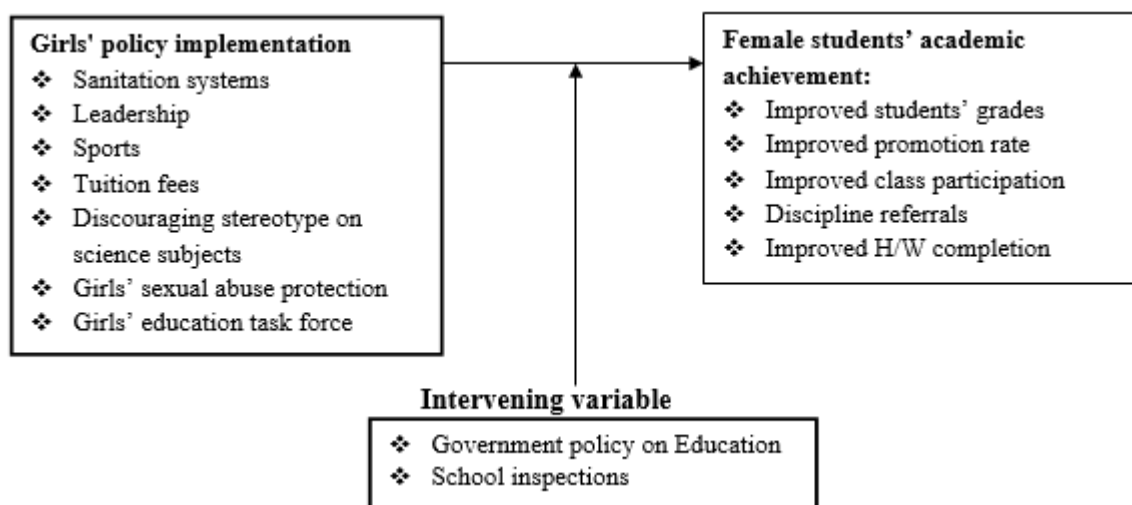 Girls' policy implementation
❖ Sanitation systems
❖ Leadership
❖ Sports
❖ Tuition fees
❖ Discouraging stereotype on
science subjects
❖ Girls’ sexual abuse protection
❖ Girls’ education task force
Female students’ academic
achievement:
❖ Improved students’ grades
❖ Improved promotion rate
❖ Improved class participation
❖ Discipline referrals
❖ Improved H/W completion
Intervening variable
❖ Government policy on Education
❖ School inspections